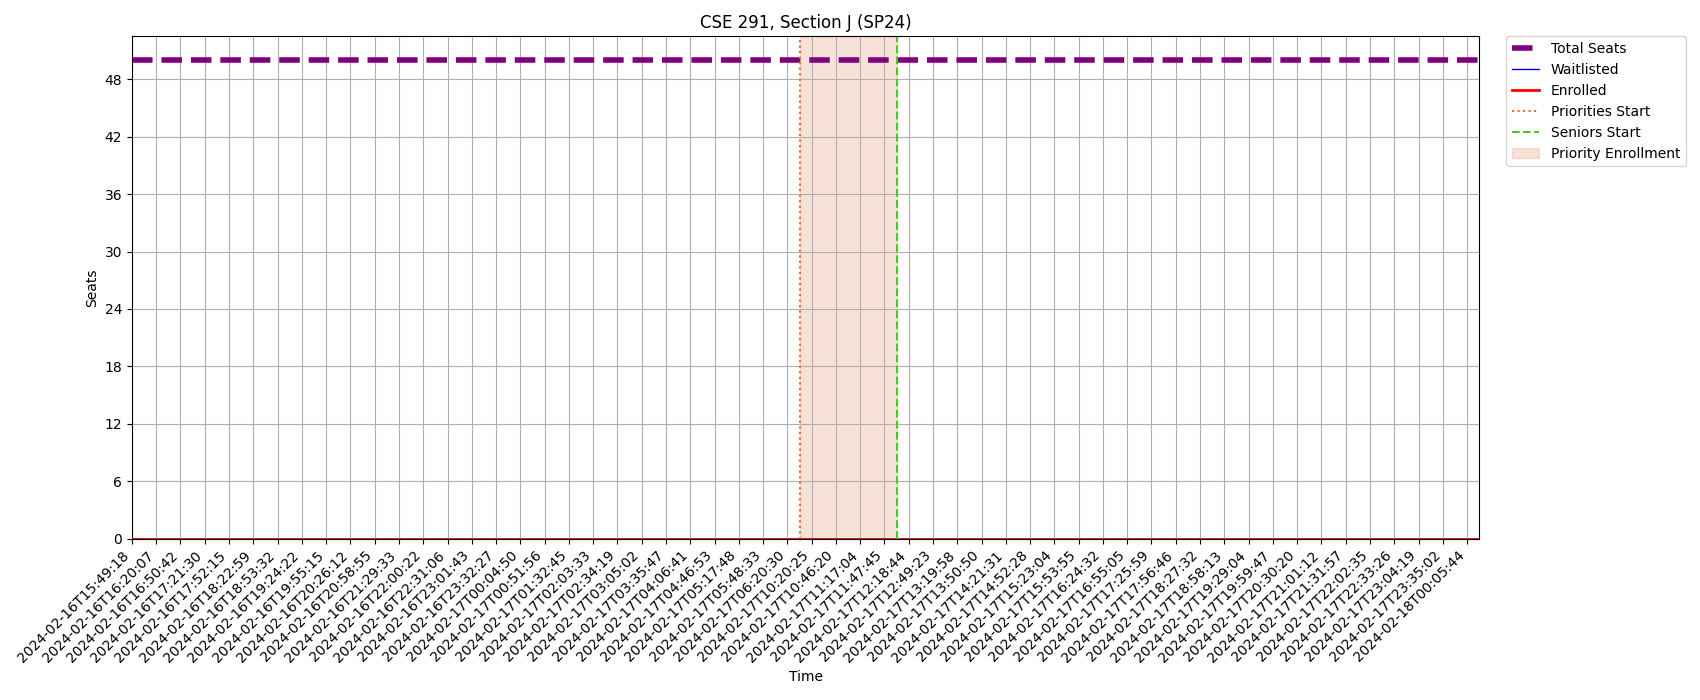 CSE 291, Section J (SP24)
Total Seats
Waitlisted
Enrolled
Priorities Start
Seniors Start
Priority Enrollment
Seats
48
42
36
30
24
18
12
6
0
2024-02-16T15:49:18
2024-02-16T16:20:07
2024-02-16T16:50:42
2024-02-16T17:21:30
2024-02-16T17:52:15
2024-02-16T18:22:59
2024-02-16T18:53:32
2024-02-16T19:24:22
2024-02-16T19:55:15
2024-02-16T20:26:12
2024-02-16T20:58:55
2024-02-16T21:29:33
2024-02-16T22:00:22
2024-02-16T22:31:06
2024-02-16T23:01:43
2024-02-16T23:32:27
2024-02-17T00:04:50
2024-02-17T00:51:56
2024-02-17T01:32:45
2024-02-17T02:03:33
2024-02-17T02:34:19
2024-02-17T03:05:02
2024-02-17T03:35:47
2024-02-17T04:06:41
2024-02-17T04:46:53
2024-02-17T05:17:48
2024-02-17T05:48:33
2024-02-17T06:20:30
2024-02-17T10:20:25
2024-02-17T10:46:20
2024-02-17T11:17:04
2024-02-17T11:47:45
2024-02-17T12:18:44
2024-02-17T12:49:23
2024-02-17T13:19:58
2024-02-17T13:50:50
2024-02-17T14:21:31
2024-02-17T14:52:28
2024-02-17T15:23:04
2024-02-17T15:53:55
2024-02-17T16:24:32
2024-02-17T16:55:05
2024-02-17T17:25:59
2024-02-17T17:56:46
2024-02-17T18:27:32
2024-02-17T18:58:13
2024-02-17T19:29:04
2024-02-17T19:59:47
2024-02-17T20:30:20
2024-02-17T21:01:12
2024-02-17T21:31:57
2024-02-17T22:02:35
2024-02-17T22:33:26
2024-02-17T23:04:19
2024-02-17T23:35:02
2024-02-18T00:05:44
Time